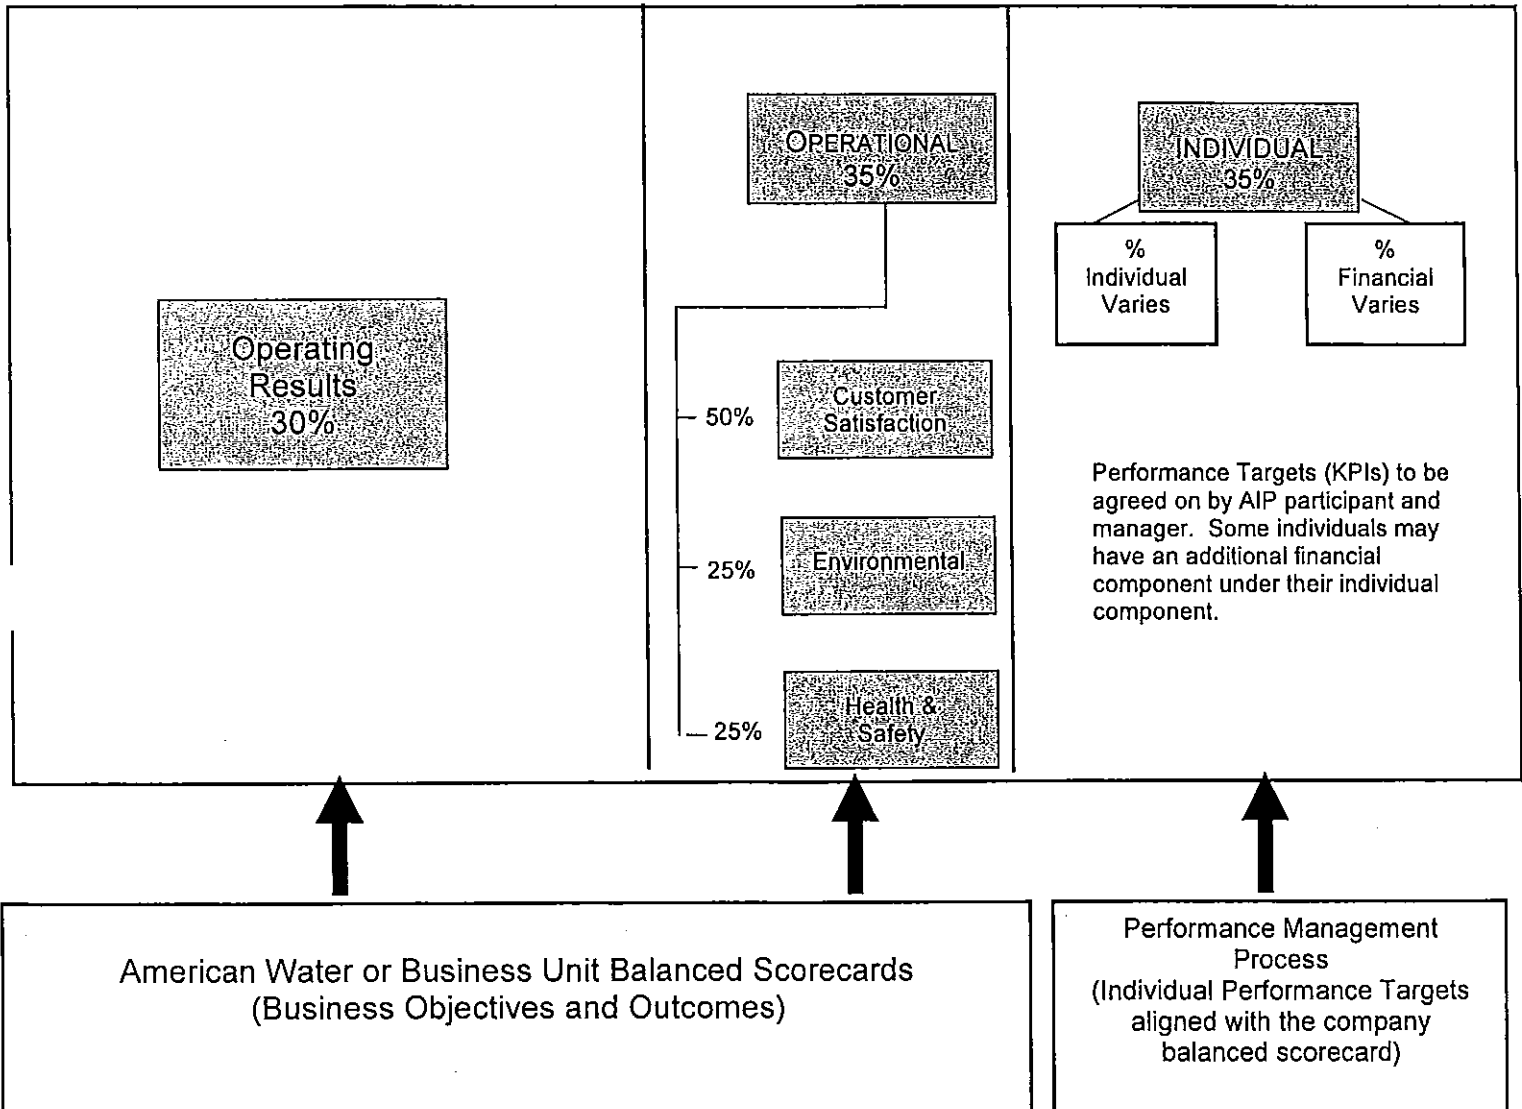 Operating
Results
30%
OPERATIONAL
35%
50%
Customer
Satisfaction
25%
Environmental
25%
Health &
Safety
INDIVIDUAL
35%
%
Individual
Varies
%
Financial
Varies
Performance Targets (KPIs) to be
agreed on by AIP participant and
manager. Some individuals may
have an additional financial
component under their individual
component.
American Water or Business Unit Balanced Scorecards
(Business Objectives and Outcomes)
Performance Management
Process
(Individual Performance Targets
aligned with the company
balanced scorecard)